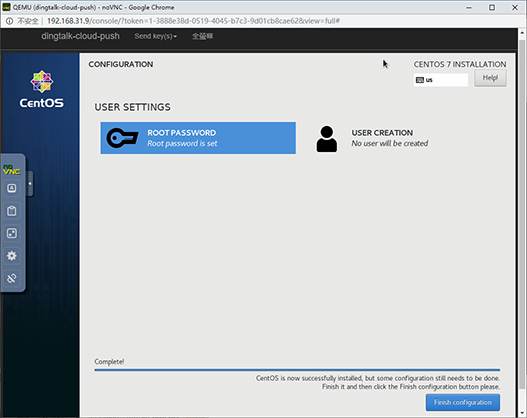 QEMU (dingtalk-cloud-push) - noVNC - Google Chrome
不安全 | 192.168.31.9/console/?token=1-3888e38d-0519-4045-b7c3-9d01cb8cae62&view=full#
dingtalk-cloud-push Send key(s) 全螢幕
CONFIGURATION
CENTOS 7 INSTALLATION
us
Help!
CentOS
USER SETTINGS
ROOT PASSWORD
Root password is set
USER CREATION
No user will be created
noVNC
A
Complete!
CentOS is now successfully installed, but some configuration still needs to be done.
Finish it and then click the Finish configuration button please.
Finish configuration